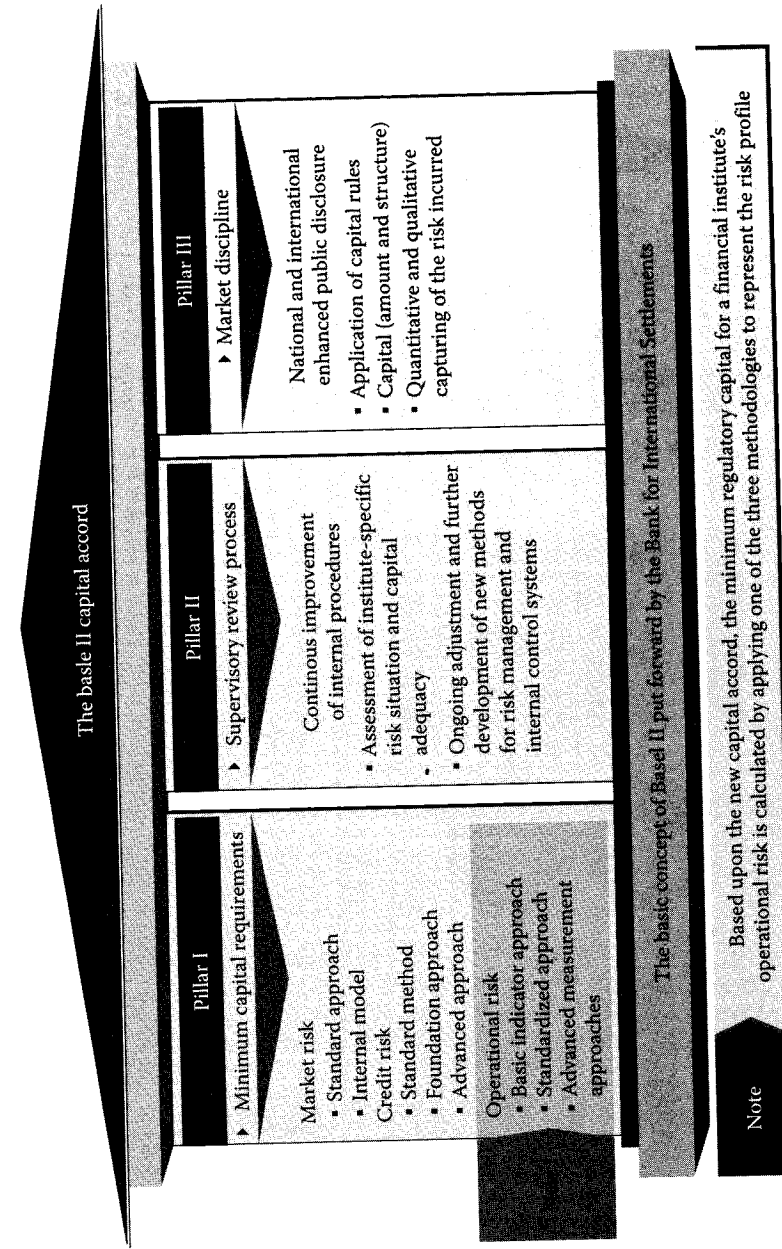 The basle II capital accord
Pillar I
Minimum capital requirements
Market risk
▪ Standard approach
▪ Internal model
Credit risk
▪ Standard method
▪ Foundation approach
▪ Advanced approach
Operational risk
▪ Basic indicator approach
▪ Standardized approach
▪ Advanced measurement
approaches
Pillar II
Supervisory review process
Continous improvement
of internal procedures
▪ Assessment of institute-specific
risk situation and capital
▪ adequacy
▪ Ongoing adjustment and further
development of new methods
for risk management and
internal control systems
Pillar III
Market discipline
National and international
enhanced public disclosure
▪ Application of capital rules
▪ Capital (amount and structure)
▪ Quantitative and qualitative
capturing of the risk incurred
The basic concept of Basel II put forward by the Bank for International Settlements
Note
Based upon the new capital accord, the minimum regulatory capital for a financial institute's
operational risk is calculated by applying one of the three methodologies to represent the risk profile